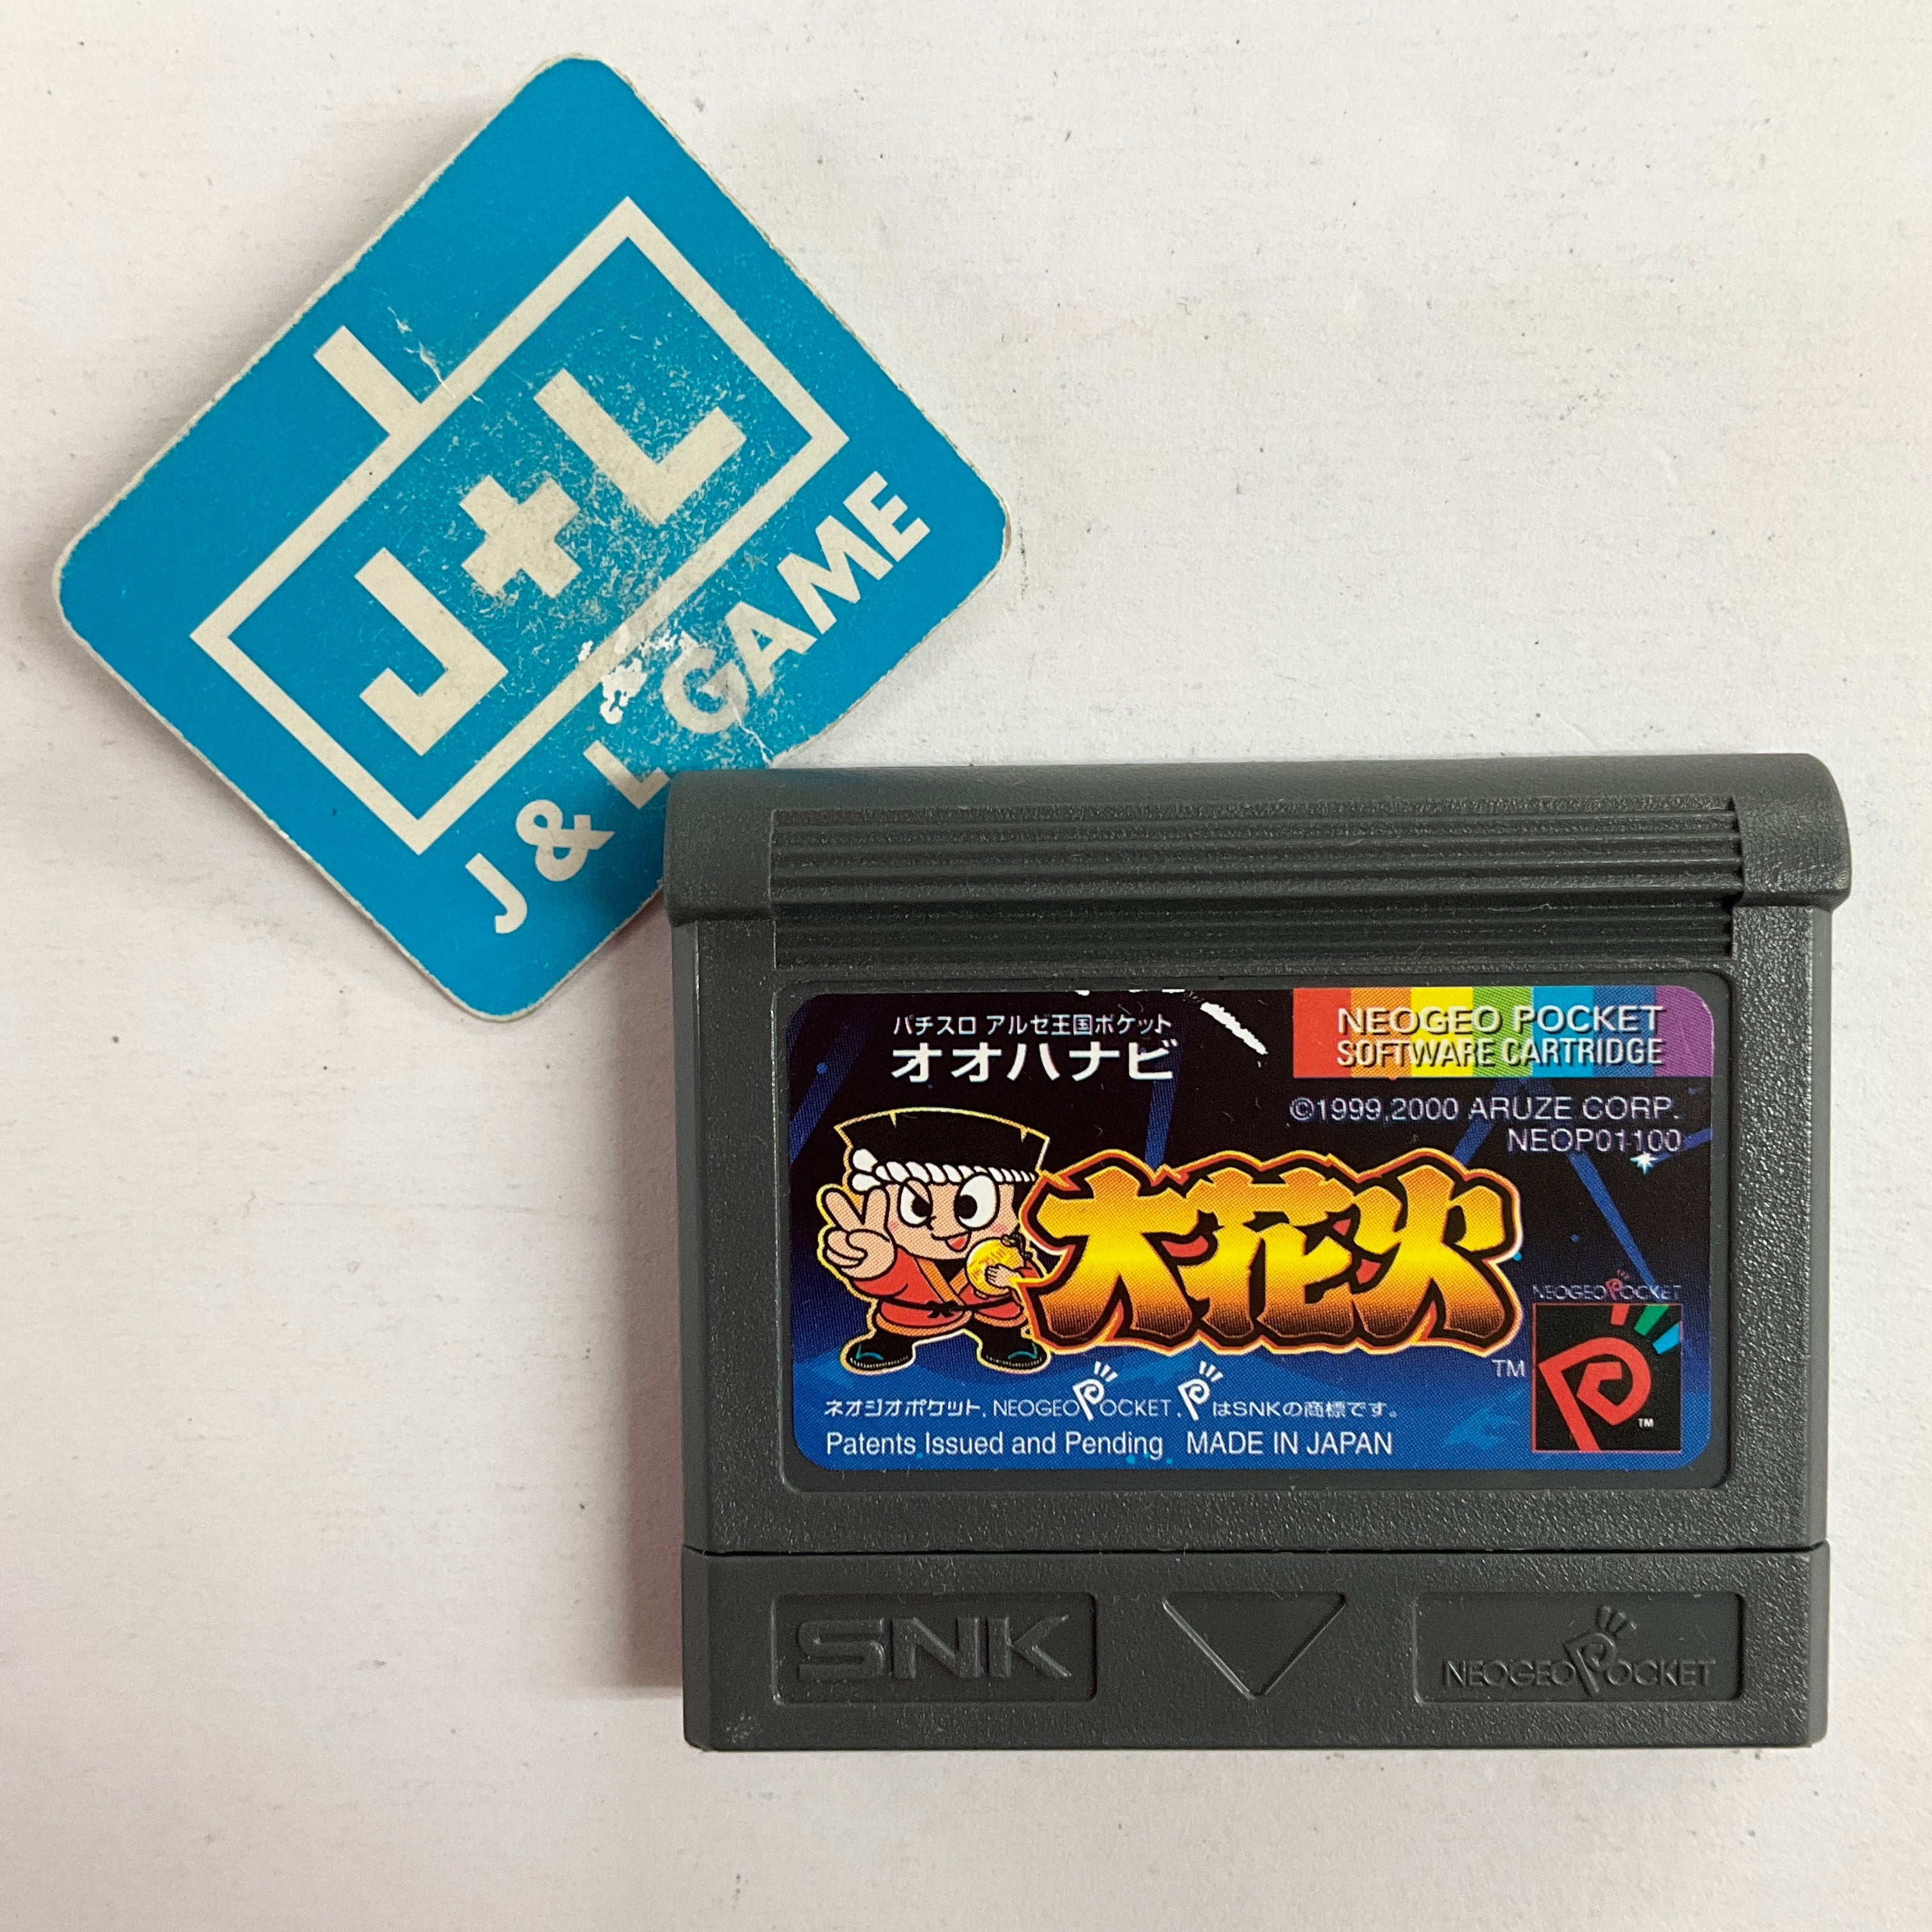 J+L
J & L GAME
パチスロ アルゼ王国ポケット
オオハナビ
NEOGEO POCKET
SOFTWARE CARTRIDGE
©1999,2000 ARUZE CORP.
NEOP01100
大花火
TM
NEOGEO POCKET
TM
ネオジオポケット, NEOGEO POCKET, P はSNKの商標です。
Patents Issued and Pending MADE IN JAPAN
SNK
NEOGEO POCKET